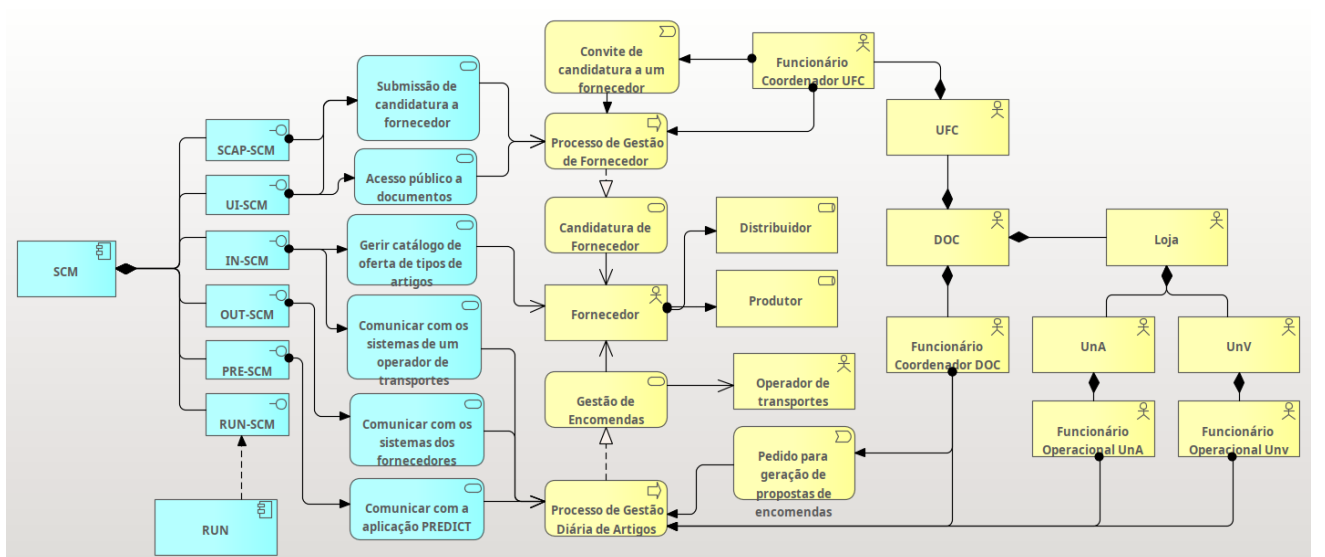 SCM
RUN
SCAP-SCM
UI-SCM
IN-SCM
OUT-SCM
PRE-SCM
RUN-SCM
Submissão de
candidatura a
fornecedor
Acesso público a
documentos
Gerir catálogo de
oferta de tipos de
artigos
Comunicar com os
sistemas de um
operador de
transportes
Comunicar com os
sistemas dos
fornecedores
Comunicar com a
aplicação PREDICT
Convite de
candidatura a um
fornecedor
Processo de Gestão
de Fornecedor
Candidatura de
Fornecedor
Fornecedor
Gestão de
Encomendas
Processo de Gestão
Diária de Artigos
Funcionário
Coordenador UFC
Distribuidor
Produtor
Operador de
transportes
Pedido para
geração de
propostas de
encomendas
UFC
DOC
Funcionário
Coordenador DOC
Loja
UnA
UnV
Funcionário
Operacional UnA
Funcionário
Operacional Unv